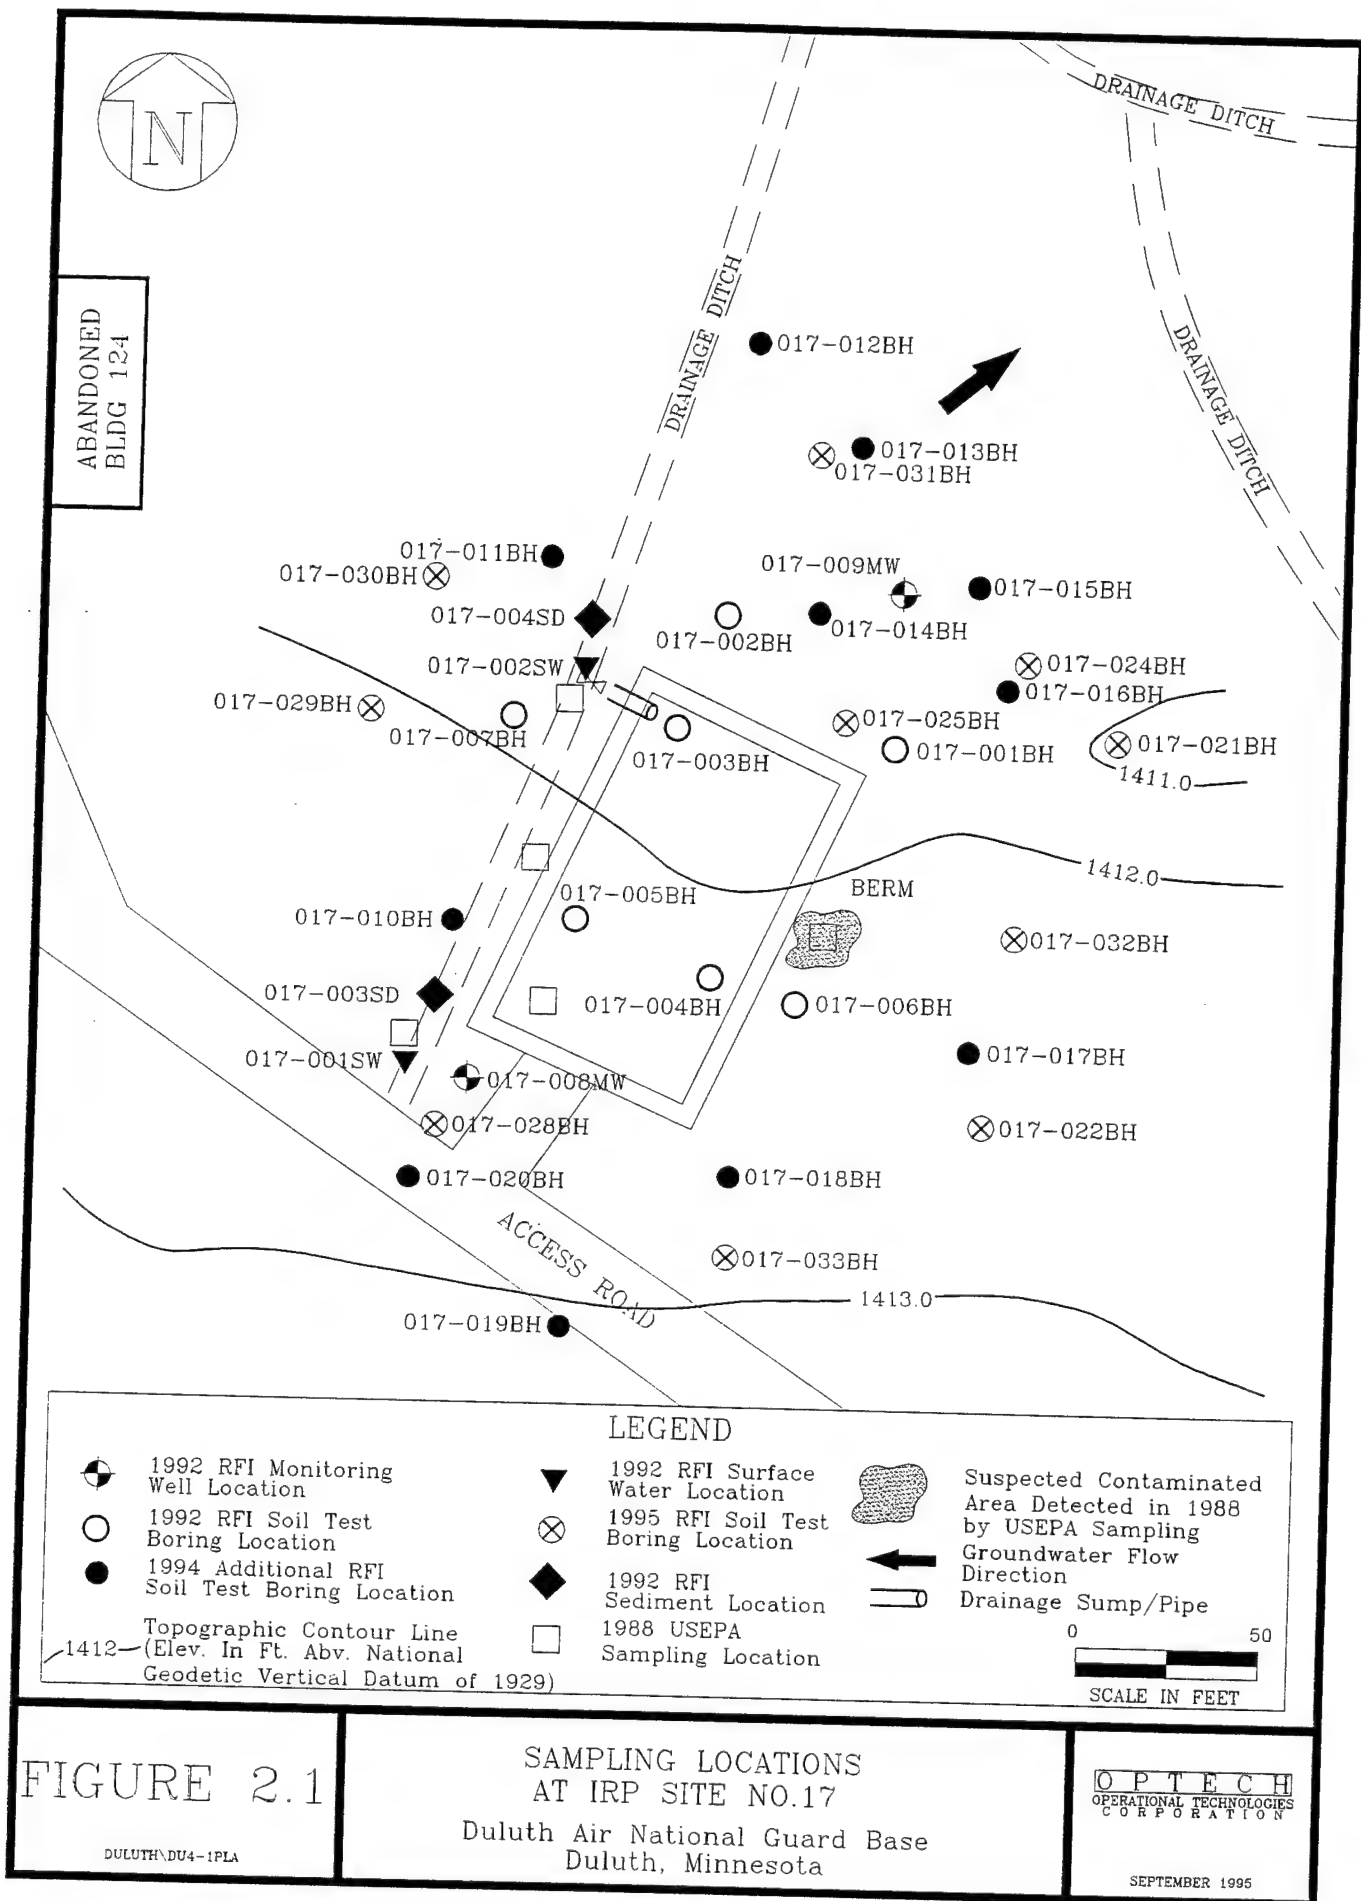 N
DRAINAGE DITCH
DRAINAGE DITCH
DRAINAGE DITCH
ABANDONED
BLDG 124
017-012BH
017-013BH
017-031BH
017-011BH
017-030BH
017-009MW
017-015BH
017-004SD
017-002BH
017-014BH
017-002SW
017-024BH
017-016BH
017-029BH
017-007BH
017-025BH
017-003BH
017-001BH
017-021BH
1411.0
1412.0
BERM
017-005BH
017-010BH
017-032BH
017-003SD
017-004BH
017-006BH
017-001SW
017-008MW
017-017BH
017-028BH
017-022BH
017-020BH
017-018BH
ACCESS ROAD
017-033BH
1413.0
017-019BH
LEGEND
1992 RFI Monitoring
Well Location
1992 RFI Soil Test
Boring Location
1994 Additional RFI
Soil Test Boring Location
1412
Topographic Contour Line
(Elev. In Ft. Abv. National
Geodetic Vertical Datum of 1929)
1992 RFI Surface
Water Location
1995 RFI Soil Test
Boring Location
1992 RFI
Sediment Location
1988 USEPA
Sampling Location
Suspected Contaminated
Area Detected in 1988
by USEPA Sampling
Groundwater Flow
Direction
Drainage Sump/Pipe
0 50
SCALE IN FEET
FIGURE 2.1
DULUTH\DU4-1PLA
SAMPLING LOCATIONS
AT IRP SITE NO.17
Duluth Air National Guard Base
Duluth, Minnesota
OPTECH
OPERATIONAL TECHNOLOGIES
CORPORATION
SEPTEMBER 1995